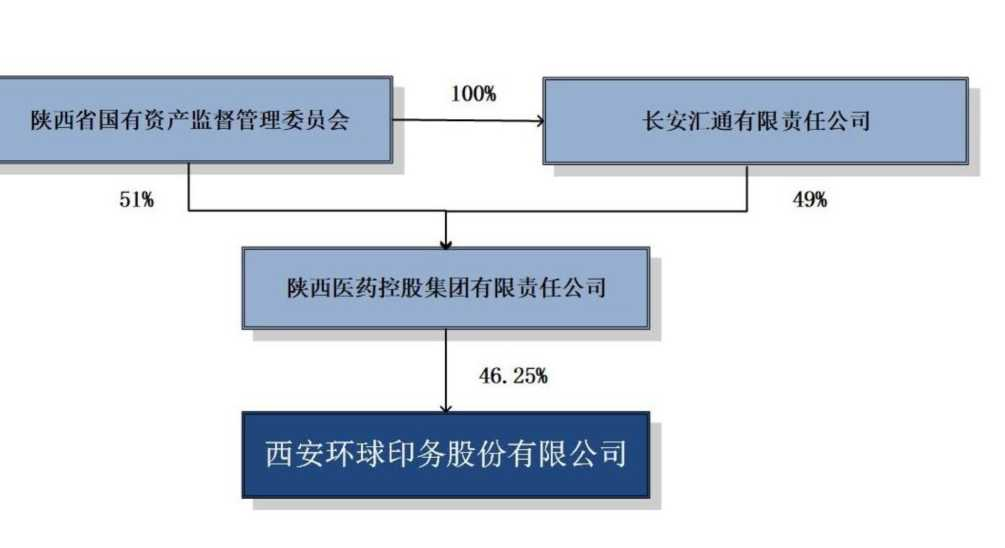 陕西省国有资产监督管理委员会
100%
长安汇通有限责任公司
51%
49%
陕西医药控股集团有限责任公司
46.25%
西安环球印务股份有限公司